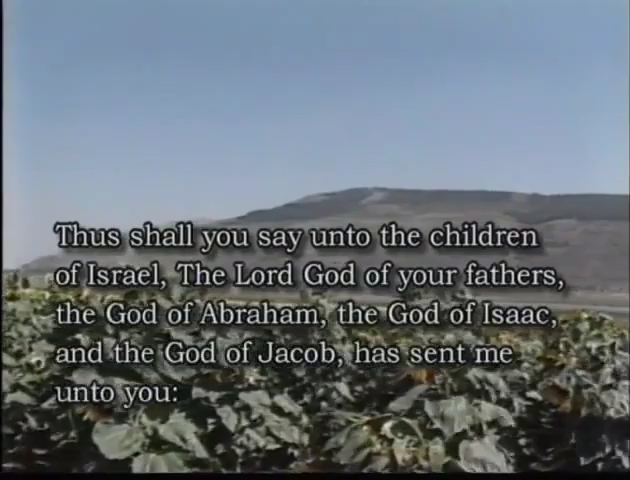 Thus shall you say unto the children
of Israel, The Lord God of your fathers,
the God of Abraham, the God of Isaac,
and the God of Jacob, has sent me
unto you: